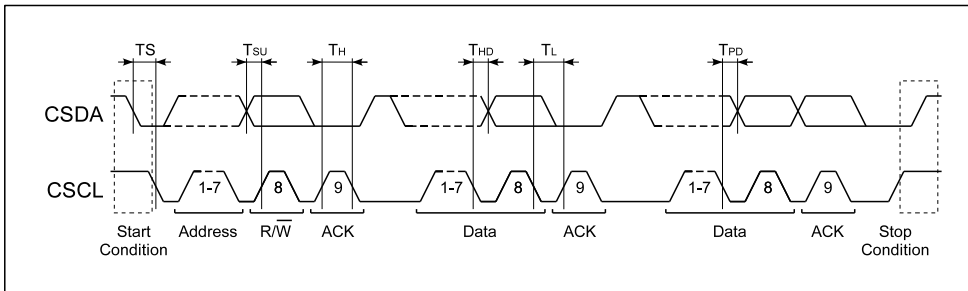 TS TSU TH THD TL TPD
CSDA
CSCL 1-7 8 9 1-7 8 9 1-7 8 9
Start Condition Address R/W̅ ACK Data ACK Data ACK Stop Condition